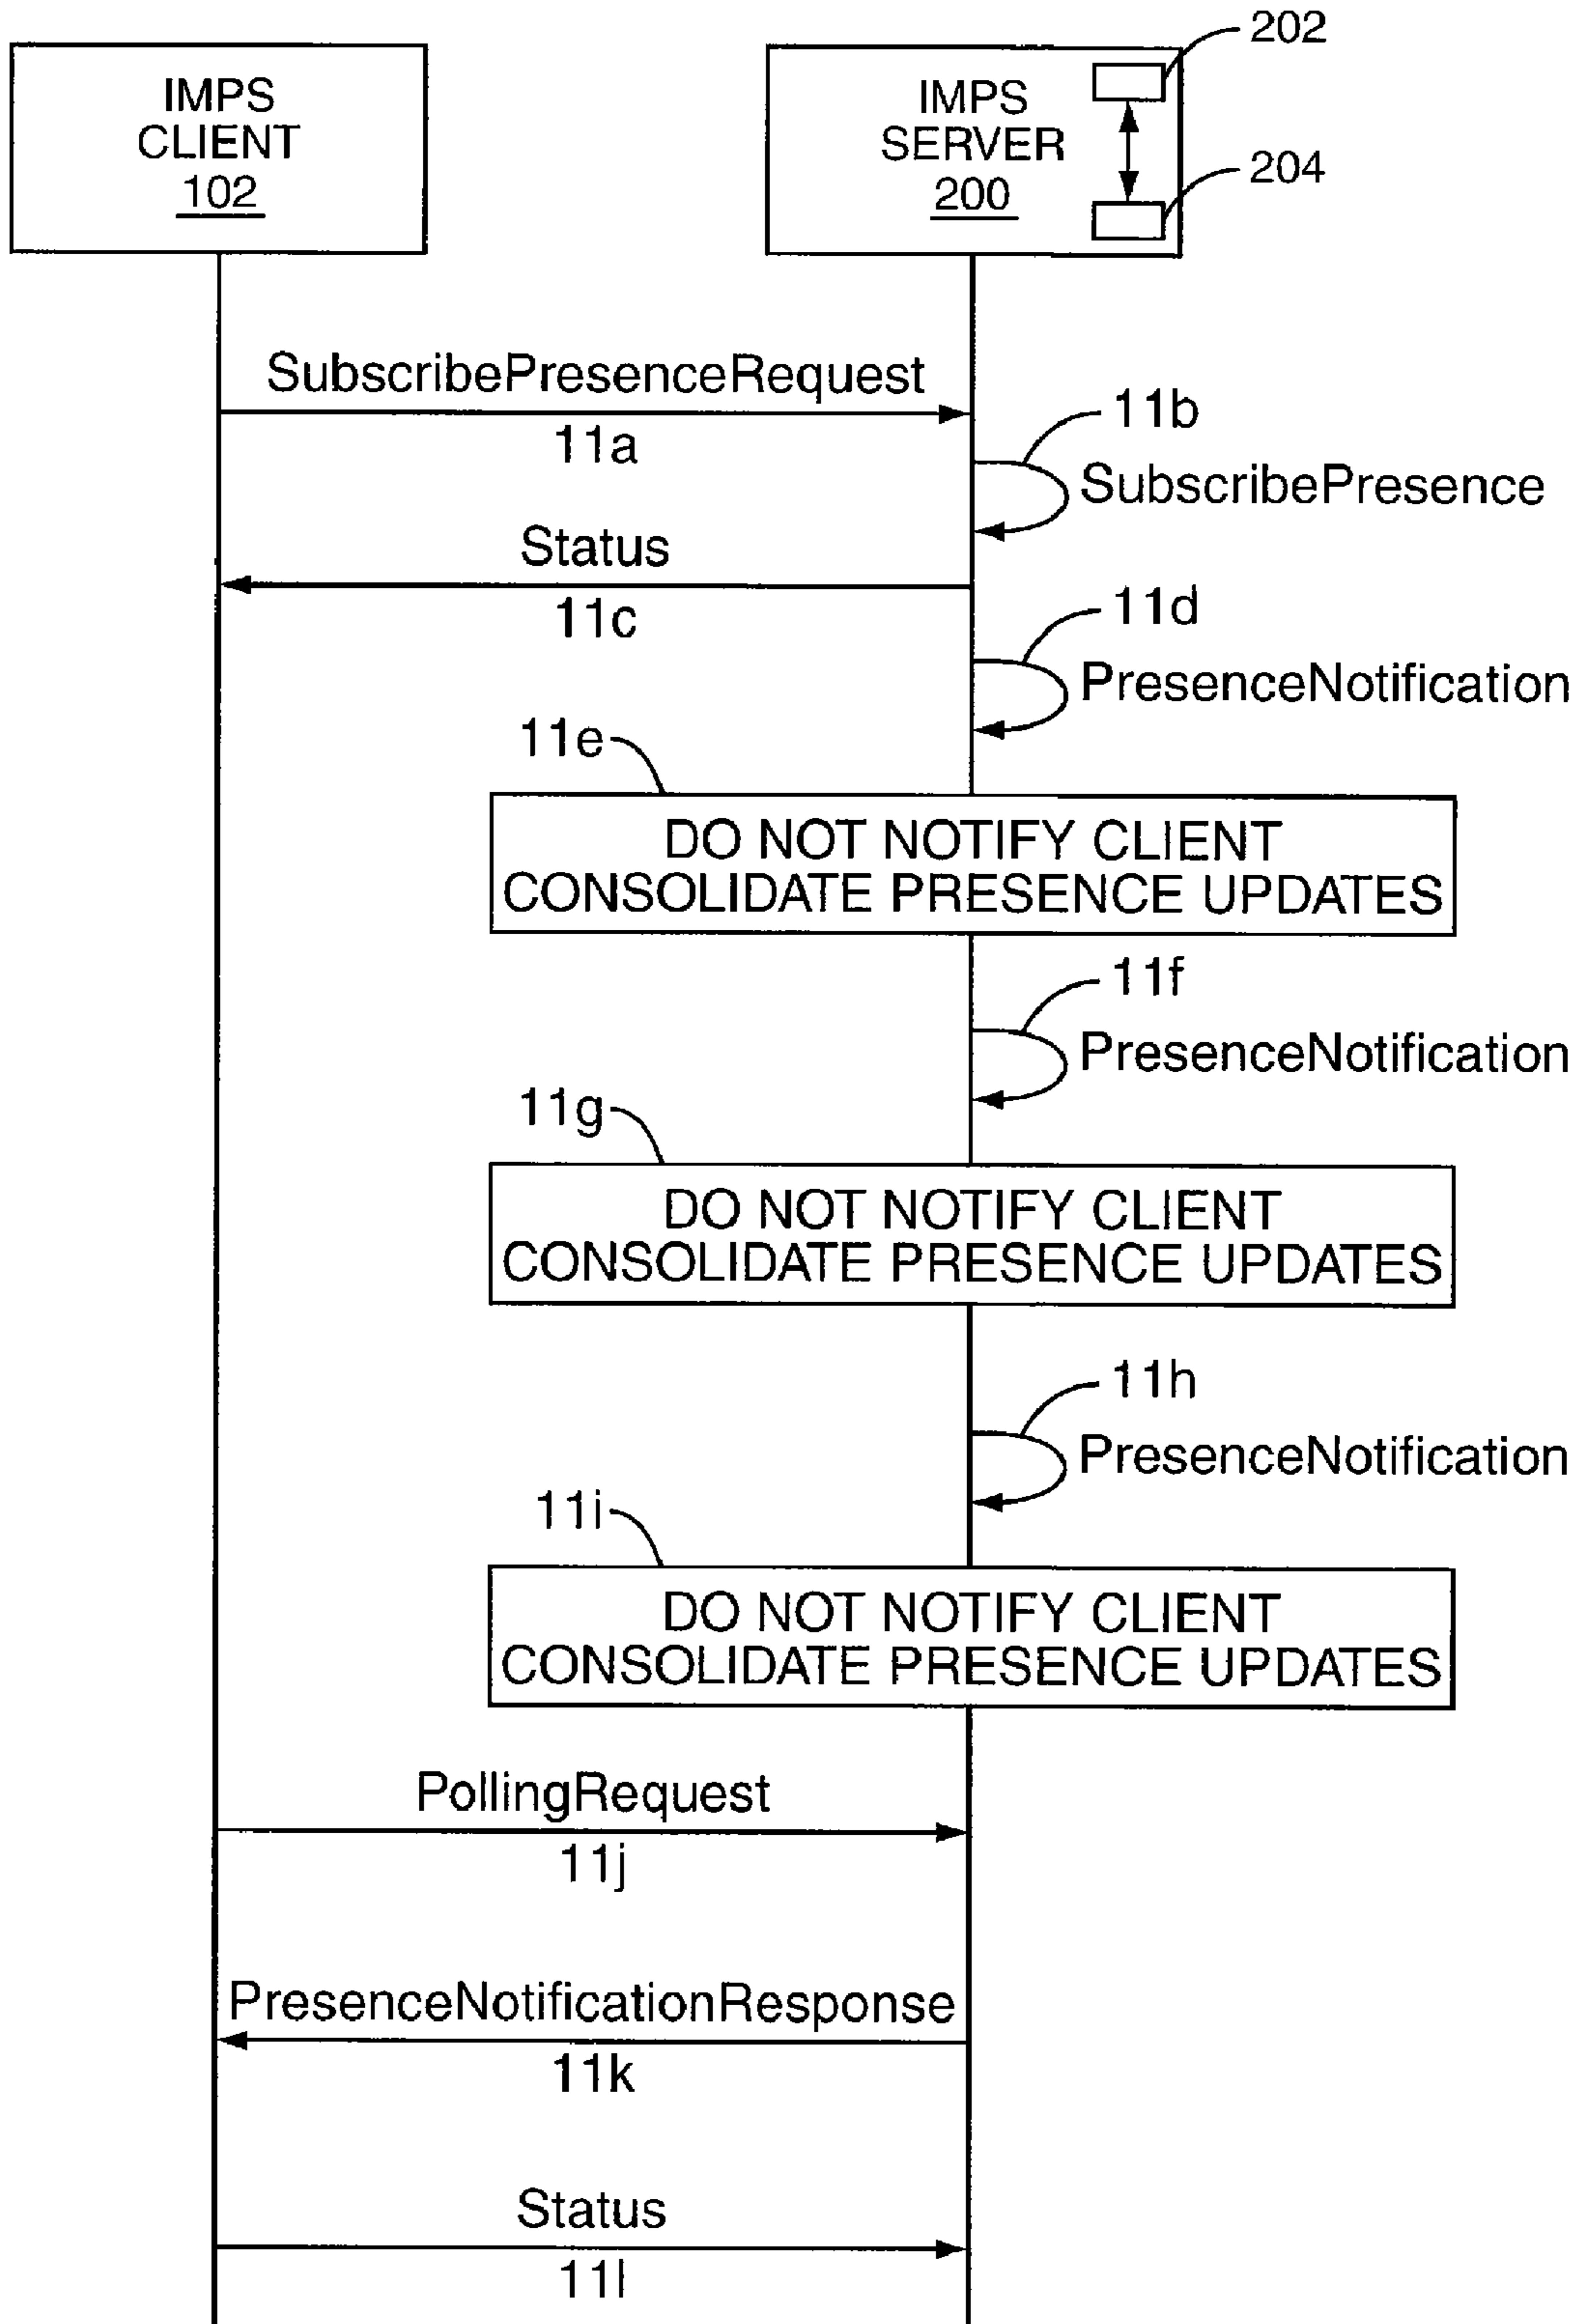 202
IMPS
CLIENT
102
IMPS
SERVER
200
204
SubscribePresenceRequest
11a
11b
SubscribePresence
Status
11c
11d
PresenceNotification
11e
DO NOT NOTIFY CLIENT
CONSOLIDATE PRESENCE UPDATES
11f
PresenceNotification
11g
DO NOT NOTIFY CLIENT
CONSOLIDATE PRESENCE UPDATES
11h
PresenceNotification
11i
DO NOT NOTIFY CLIENT
CONSOLIDATE PRESENCE UPDATES
PollingRequest
11j
PresenceNotificationResponse
11k
Status
11l